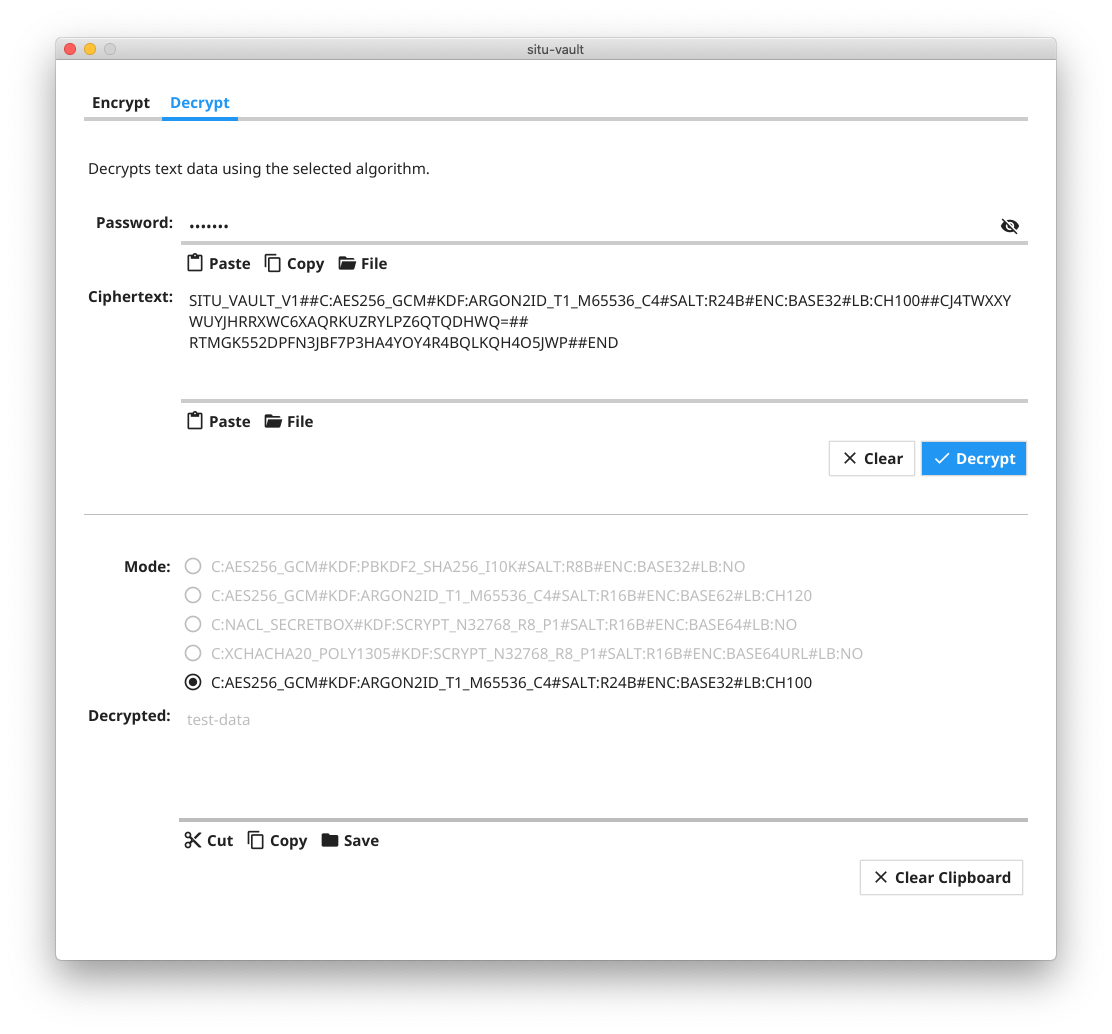 situ-vault
Encrypt Decrypt
Decrypts text data using the selected algorithm.
Password: •••••••
Paste Copy File
Ciphertext: SITU_VAULT_V1##C:AES256_GCM#KDF:ARGON2ID_T1_M65536_C4#SALT:R24B#ENC:BASE32#LB:CH100##CJ4TWXXY
WUYJHRRXWC6XAQRKUZRYLPZ6QTQDHWQ=##
RTMGK552DPFN3JBF7P3HA4YOY4R4BQLKQH4O5JWP##END
Paste File
Clear Decrypt
Mode: C:AES256_GCM#KDF:PBKDF2_SHA256_I10K#SALT:R8B#ENC:BASE32#LB:NO
C:AES256_GCM#KDF:ARGON2ID_T1_M65536_C4#SALT:R16B#ENC:BASE62#LB:CH120
C:NACL_SECRETBOX#KDF:SCRYPT_N32768_R8_P1#SALT:R16B#ENC:BASE64#LB:NO
C:XCHACHA20_POLY1305#KDF:SCRYPT_N32768_R8_P1#SALT:R16B#ENC:BASE64URL#LB:NO
C:AES256_GCM#KDF:ARGON2ID_T1_M65536_C4#SALT:R24B#ENC:BASE32#LB:CH100
Decrypted: test-data
Cut Copy Save
Clear Clipboard